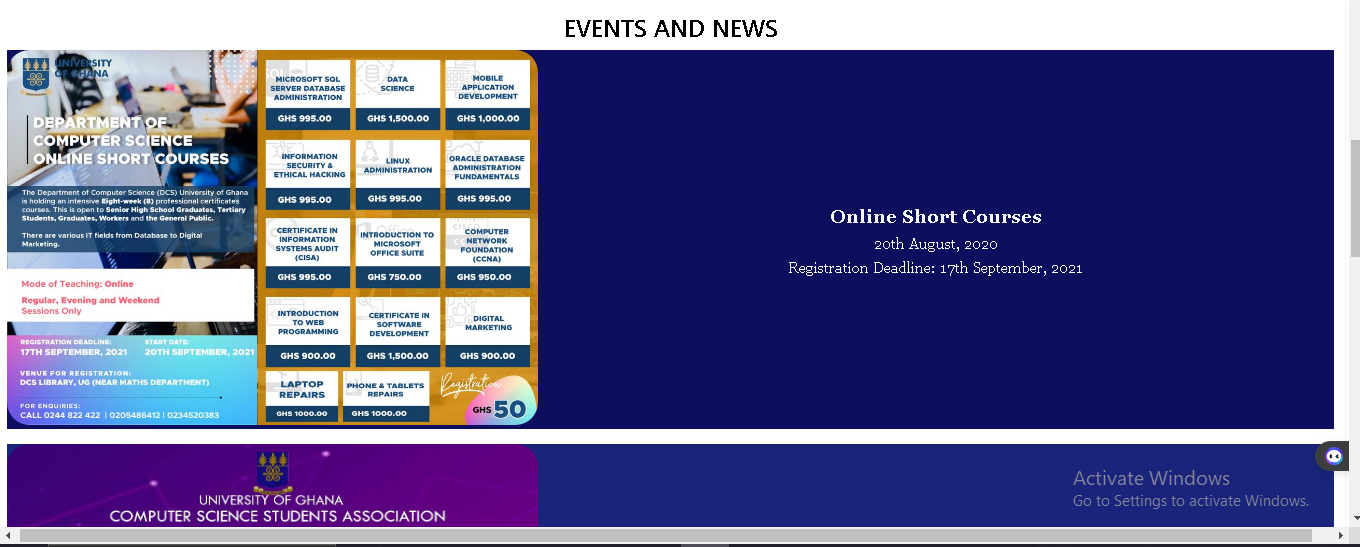 EVENTS AND NEWS
UNIVERSITY
OF GHANA
DEPARTMENT OF
COMPUTER SCIENCE
ONLINE SHORT COURSES
The Department of Computer Science (DCS) University of Ghana
is holding an intensive Eight-week (8) professional certificates
courses. This is open to Senior High School Graduates, Tertiary
Students, Graduates, Workers and the General Public.
There are various IT fields from Database to Digital
Marketing.
Mode of Teaching: Online
Regular, Evening and Weekend
Sessions Only
REGISTRATION DEADLINE:
17TH SEPTEMBER, 2021
START DATE:
20TH SEPTEMBER, 2021
VENUE FOR REGISTRATION:
DCS LIBRARY, UG (NEAR MATHS DEPARTMENT)
FOR ENQUIRIES:
CALL 0244 822 422 | 0205486412 | 0234520383
MICROSOFT SQL
SERVER DATABASE
ADMINISTRATION
GHS 995.00
DATA
SCIENCE
GHS 1,500.00
MOBILE
APPLICATION
DEVELOPMENT
GHS 1,000.00
INFORMATION
SECURITY &
ETHICAL HACKING
GHS 995.00
LINUX
ADMINISTRATION
GHS 995.00
ORACLE DATABASE
ADMINISTRATION
FUNDAMENTALS
GHS 995.00
CERTIFICATE IN
INFORMATION
SYSTEMS AUDIT
(CISA)
GHS 995.00
INTRODUCTION TO
MICROSOFT
OFFICE SUITE
GHS 750.00
COMPUTER
NETWORK
FOUNDATION
(CCNA)
GHS 950.00
INTRODUCTION
TO WEB
PROGRAMMING
GHS 900.00
CERTIFICATE IN
SOFTWARE
DEVELOPMENT
GHS 1,500.00
DIGITAL
MARKETING
GHS 900.00
LAPTOP
REPAIRS
GHS 1000.00
PHONE & TABLETS
REPAIRS
GHS 1000.00
Registration
GHS 50
Online Short Courses
20th August, 2020
Registration Deadline: 17th September, 2021
UNIVERSITY OF GHANA
COMPUTER SCIENCE STUDENTS ASSOCIATION
Activate Windows
Go to Settings to activate Windows.